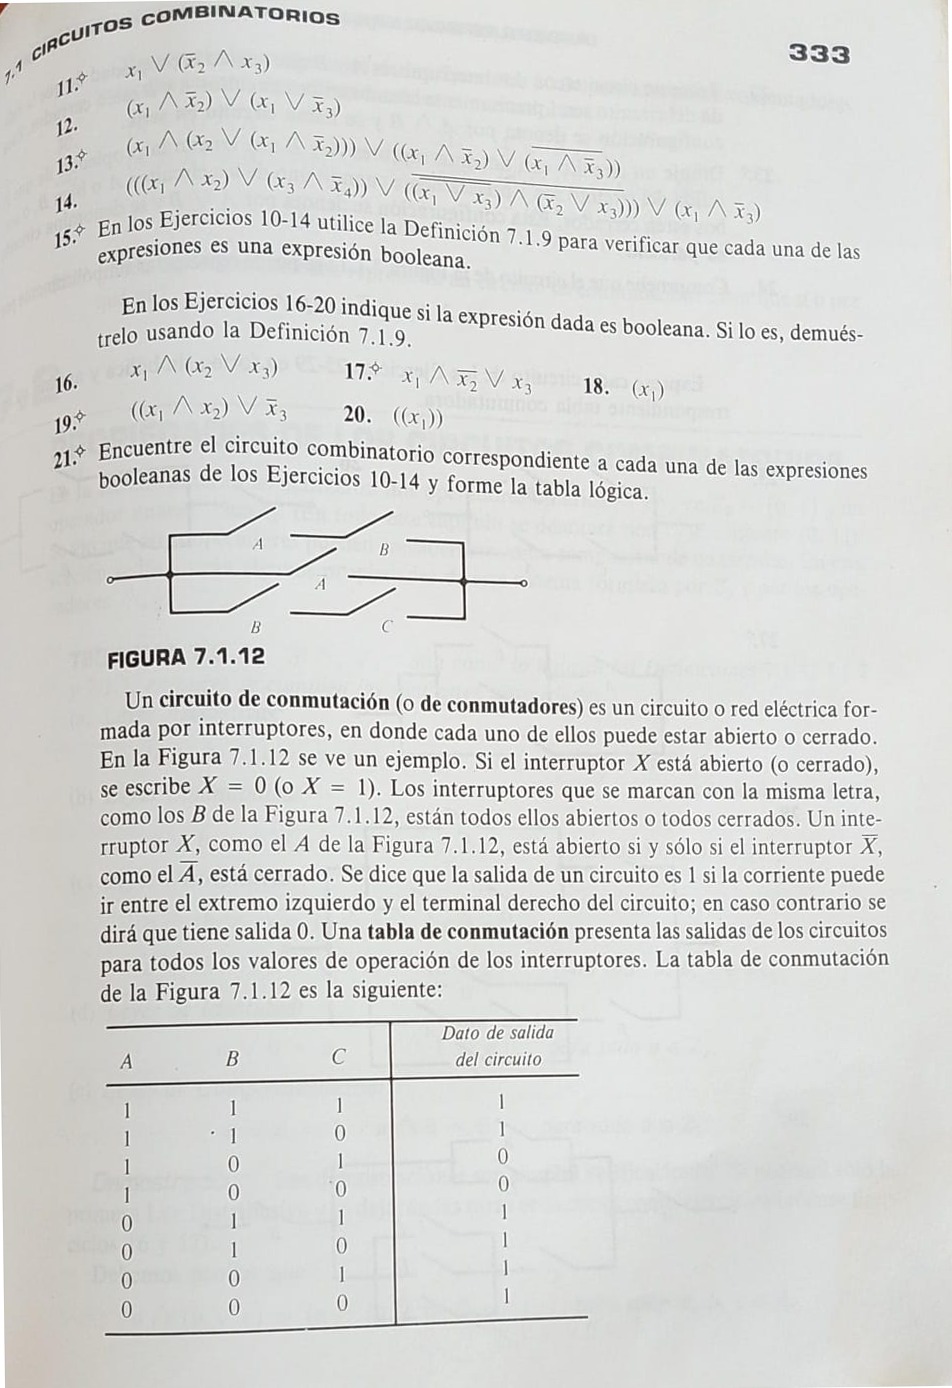 7.1 CIRCUITOS COMBINATORIOS
333
11.✧ x₁ ∨ (x̅₂ ∧ x₃)
12. (x₁ ∧ x̅₂) ∨ (x₁ ∨ x̅₃)
13.✧ (x₁ ∧ (x₂ ∨ (x₁ ∧ x̅₂))) ∨ ((x₁ ∧ x̅₂) ∨ (\overline{x₁ ∧ x̅₃}))
14. (((x₁ ∧ x₂) ∨ (x₃ ∧ x̅₄)) ∨ (\overline{(\overline{x₁ ∨ x₃}) ∧ (x̅₂ ∨ x₃)})) ∨ (x₁ ∧ x̅₃)
15.✧ En los Ejercicios 10-14 utilice la Definición 7.1.9 para verificar que cada una de las
expresiones es una expresión booleana.
En los Ejercicios 16-20 indique si la expresión dada es booleana. Si lo es, demués-
trelo usando la Definición 7.1.9.
16. x₁ ∧ (x₂ ∨ x₃) 17.✧ x₁ ∧ x̅₂ ∨ x₃ 18. (x₁)
19.✧ ((x₁ ∧ x₂) ∨ x̅₃ 20. ((x₁))
21.✧ Encuentre el circuito combinatorio correspondiente a cada una de las expresiones
booleanas de los Ejercicios 10-14 y forme la tabla lógica.
A B
A̅
B C
FIGURA 7.1.12
Un circuito de conmutación (o de conmutadores) es un circuito o red eléctrica for-
mada por interruptores, en donde cada uno de ellos puede estar abierto o cerrado.
En la Figura 7.1.12 se ve un ejemplo. Si el interruptor X está abierto (o cerrado),
se escribe X = 0 (o X = 1). Los interruptores que se marcan con la misma letra,
como los B de la Figura 7.1.12, están todos ellos abiertos o todos cerrados. Un inte-
rruptor X, como el A de la Figura 7.1.12, está abierto si y sólo si el interruptor X̅,
como el A̅, está cerrado. Se dice que la salida de un circuito es 1 si la corriente puede
ir entre el extremo izquierdo y el terminal derecho del circuito; en caso contrario se
dirá que tiene salida 0. Una tabla de conmutación presenta las salidas de los circuitos
para todos los valores de operación de los interruptores. La tabla de conmutación
de la Figura 7.1.12 es la siguiente:
Dato de salida
A B C del circuito
1 1 1 1
1 1 0 1
1 0 1 0
1 0 0 0
0 1 1 1
0 1 0 1
0 0 1 1
0 0 0 1